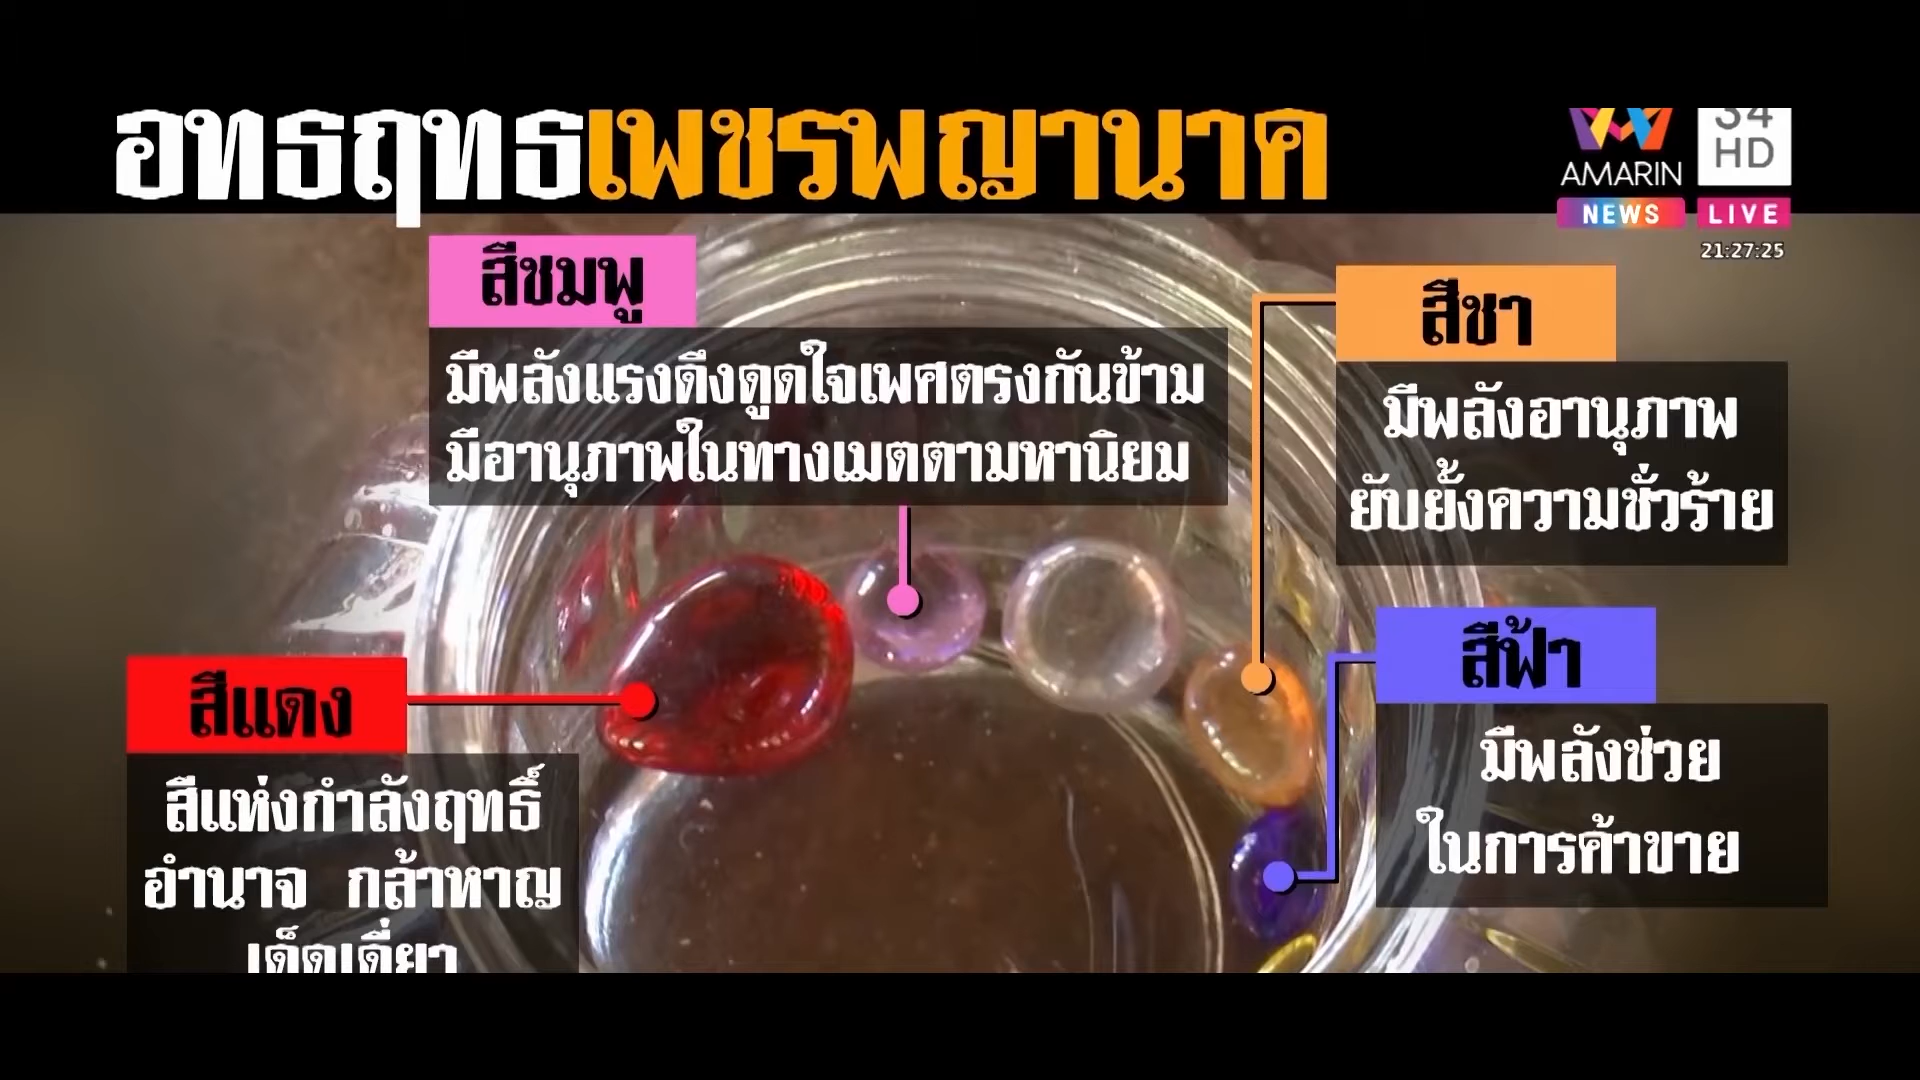 อิทธิฤทธิ์เพชรพญานาค
34
HD
AMARIN
NEWS
LIVE
21:27:25
สีชมพู
มีพลังแรงดึงดูดใจเพศตรงกันข้าม
มีอานุภาพในทางเมตตามหานิยม
สีชา
มีพลังอานุภาพ
ยับยั้งความชั่วร้าย
สีฟ้า
มีพลังช่วย
ในการค้าขาย
สีแดง
สีแห่งกำลังฤทธิ์
อำนาจ กล้าหาญ
เด็ดเดี่ยว